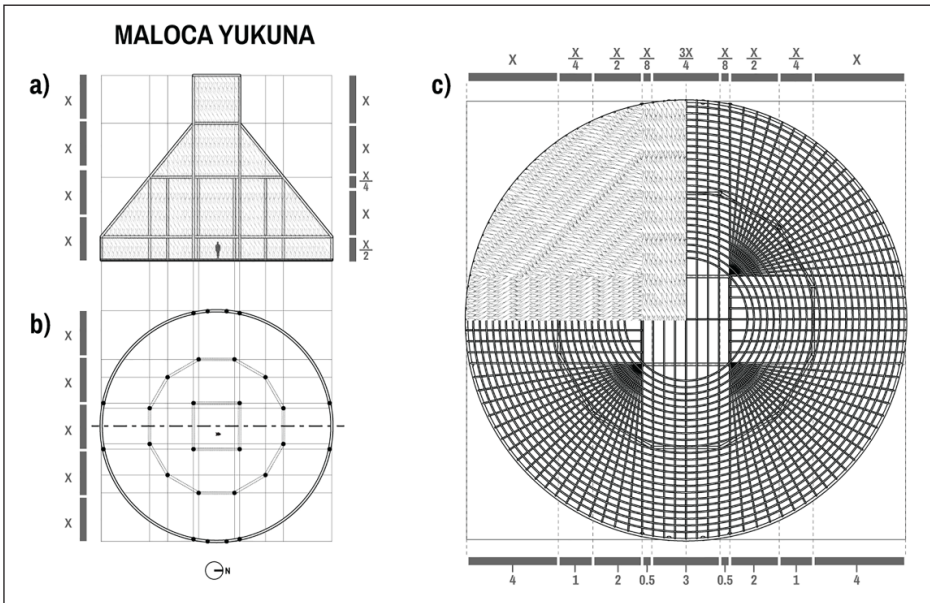 MALOCA YUKUNA
a)
X
X
X
X
X
X
X/4
X
X/2
b)
X
X
X
X
X
N
c)
X X/4 X/2 X/8 3X/4 X/8 X/2 X/4 X
4 1 2 0.5 3 0.5 2 1 4